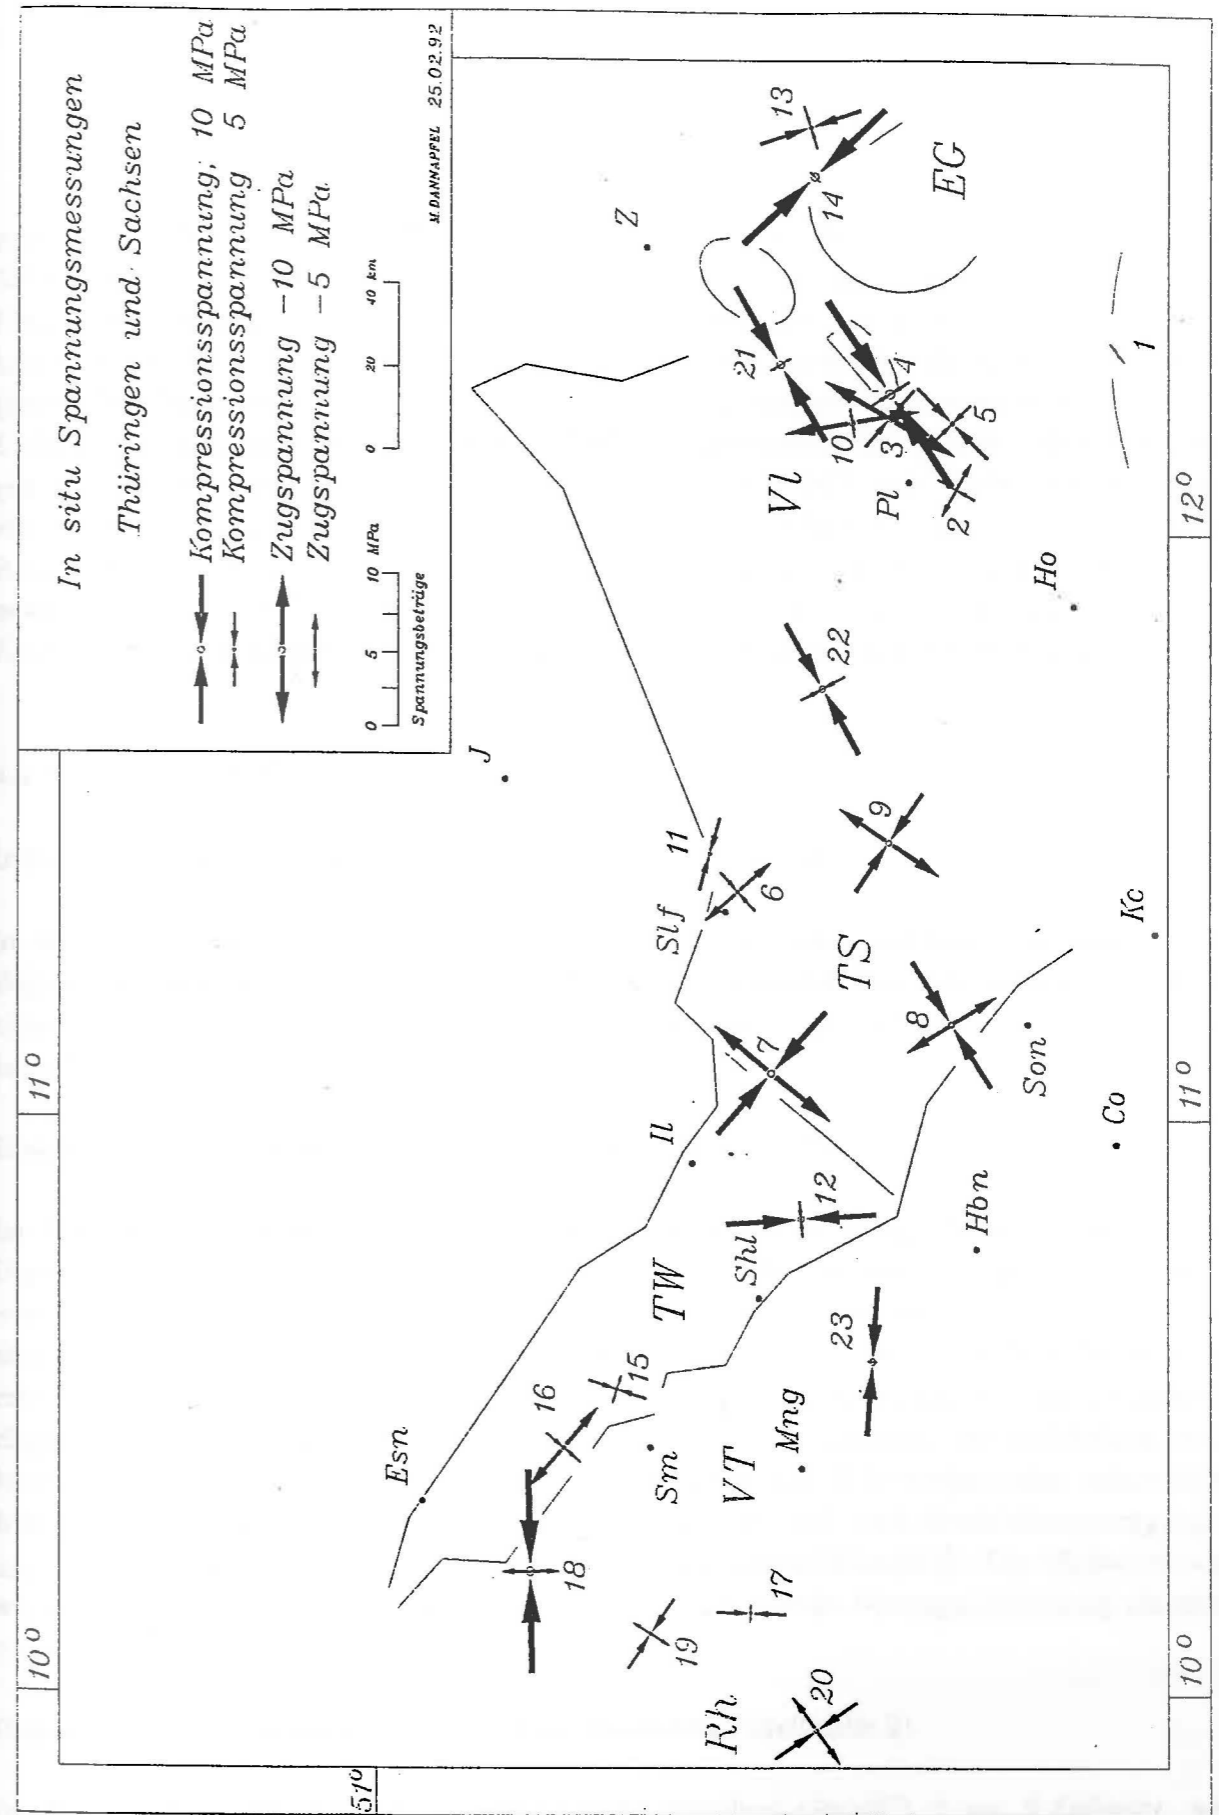 In situ Spannungsmessungen
Thüringen und Sachsen
Kompressionsspannung; 10 MPa
Kompressionsspannung 5 MPa
Zugspannung -10 MPa
Zugspannung -5 MPa
0 5 10 MPa
Spannungsbeträge
0 20 40 km
M. DANNAPFEL 25.02.92
10° 11°
51°
Esn
J
Z
Il
Slf
11
6
13
14
EG
21
4
10
3
5
Vl
Pl
2
1
22
Ho
9
TS
7
8
Kc
Son
Co
Hbn
12
Shl
TW
23
15
16
Mng
Sm
VT
18
17
19
20
Rh
10° 11° 12°